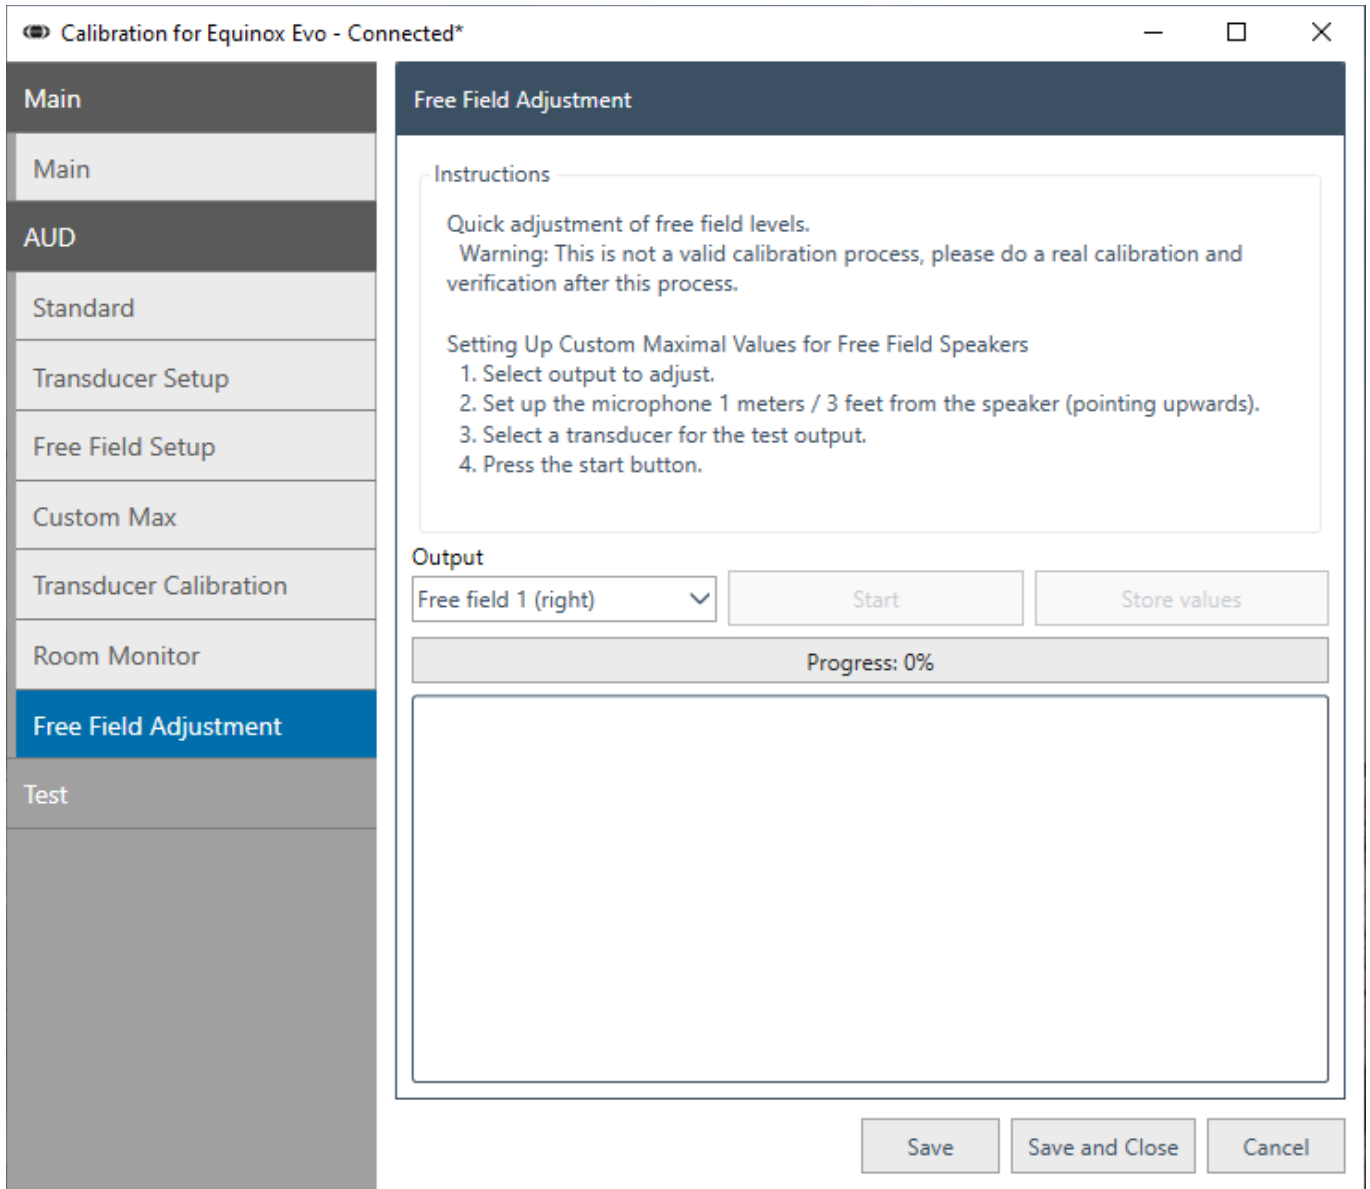 Calibration for Equinox Evo - Connected*
Main
Main
AUD
Standard
Transducer Setup
Free Field Setup
Custom Max
Transducer Calibration
Room Monitor
Free Field Adjustment
Test
Free Field Adjustment
Instructions
Quick adjustment of free field levels.
Warning: This is not a valid calibration process, please do a real calibration and
verification after this process.
Setting Up Custom Maximal Values for Free Field Speakers
1. Select output to adjust.
2. Set up the microphone 1 meters / 3 feet from the speaker (pointing upwards).
3. Select a transducer for the test output.
4. Press the start button.
Output
Free field 1 (right)
Start
Store values
Progress: 0%
Save
Save and Close
Cancel